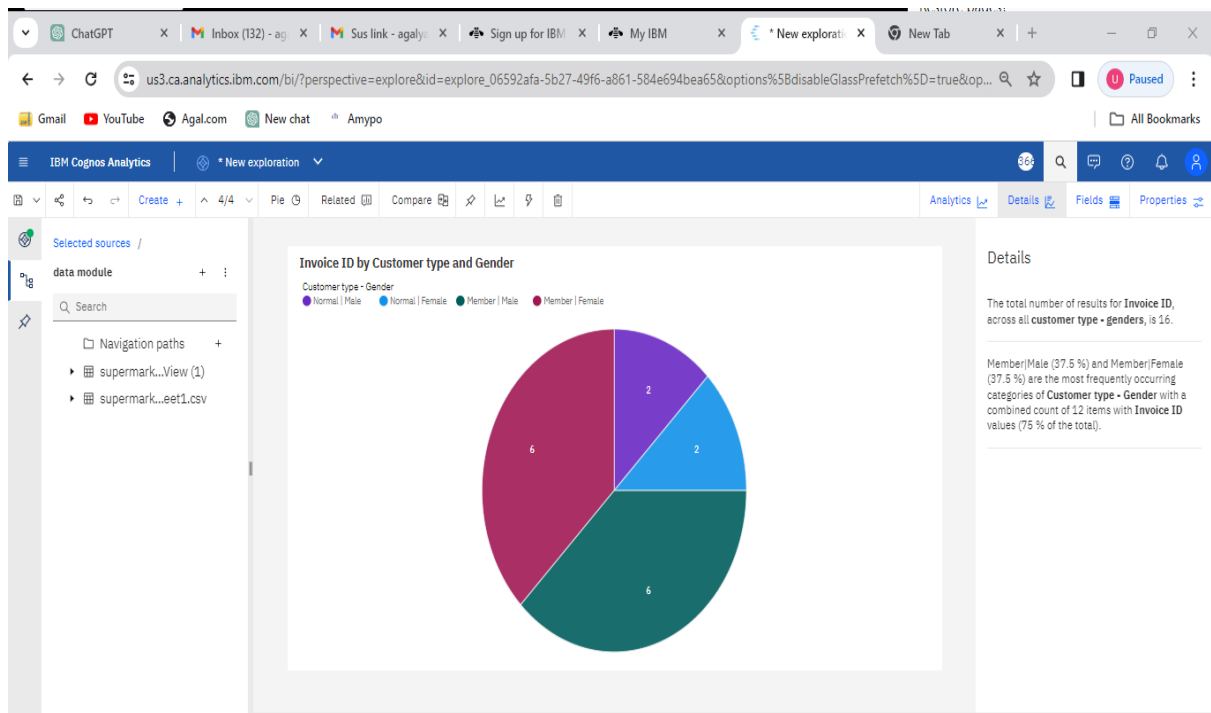 ChatGPT
Inbox (132) - ag
Sus link - agalya
Sign up for IBM
My IBM
* New explorati
New Tab
us3.ca.analytics.ibm.com/bi/?perspective=explore&id=explore_06592afa-5b27-49f6-a861-584e694bea65&options%5BdisableGlassPrefetch%5D=true&op...
U Paused
Gmail
YouTube
Agal.com
New chat
Amypo
All Bookmarks
IBM Cognos Analytics
* New exploration
Create +
4/4
Pie
Related
Compare
Analytics
Details
Fields
Properties
Selected sources /
data module
Search
Navigation paths
supermark...View (1)
supermark...eet1.csv
Invoice ID by Customer type and Gender
Customer type - Gender
Normal | Male Normal | Female Member | Male Member | Female
2
2
6
6
Details
The total number of results for Invoice ID,
across all customer type - genders, is 16.
Member|Male (37.5 %) and Member|Female
(37.5 %) are the most frequently occurring
categories of Customer type - Gender with a
combined count of 12 items with Invoice ID
values (75 % of the total).